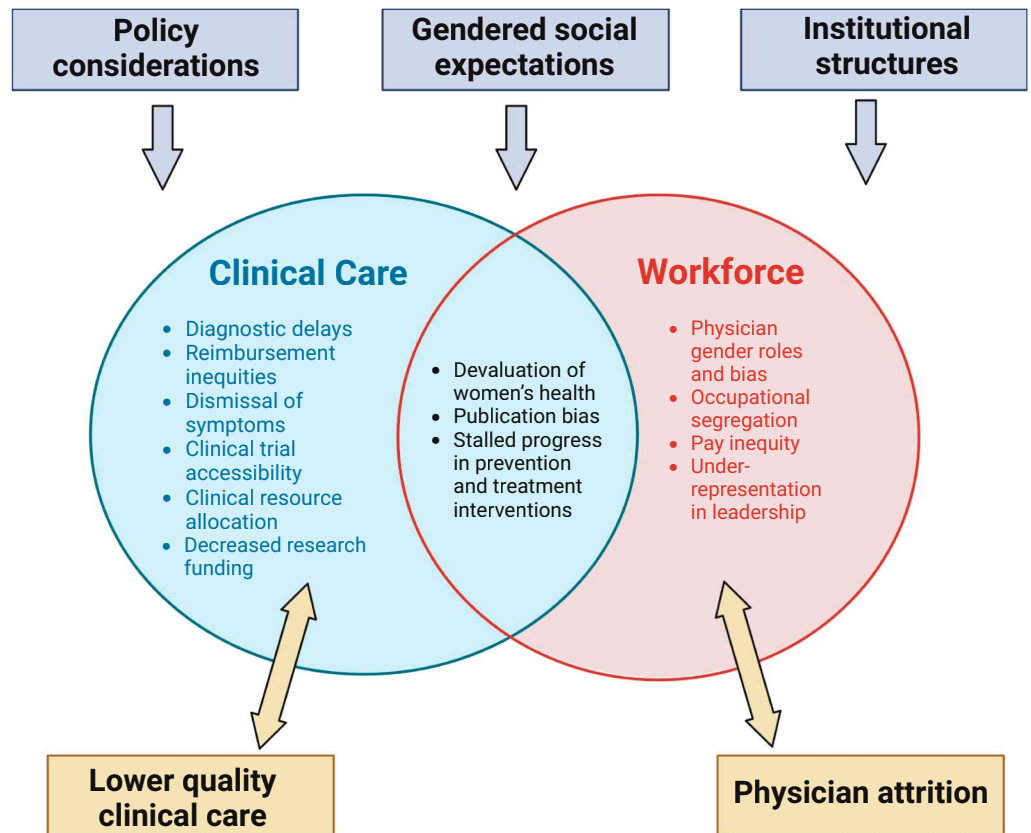 Policy
considerations
Gendered social
expectations
Institutional
structures
Clinical Care
• Diagnostic delays
• Reimbursement
inequities
• Dismissal of
symptoms
• Clinical trial
accessibility
• Clinical resource
allocation
• Decreased research
funding
• Devaluation of
women’s health
• Publication bias
• Stalled progress
in prevention
and treatment
interventions
Workforce
• Physician
gender roles
and bias
• Occupational
segregation
• Pay inequity
• Under-
representation
in leadership
Lower quality
clinical care
Physician attrition